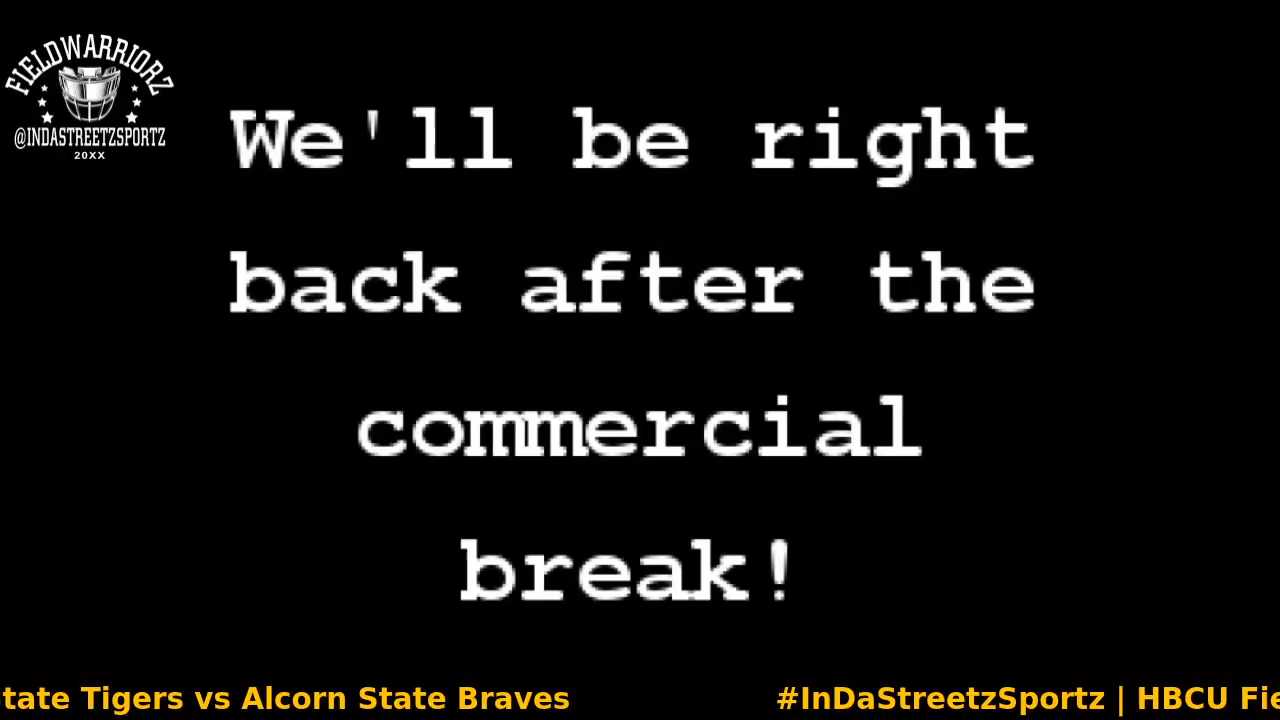 FIELDWARRIORZ
@INDASTREETZSPORTZ
20XX
We'll be right
back after the
commercial
break!
tate Tigers vs Alcorn State Braves
#InDaStreetzSportz | HBCU Fie